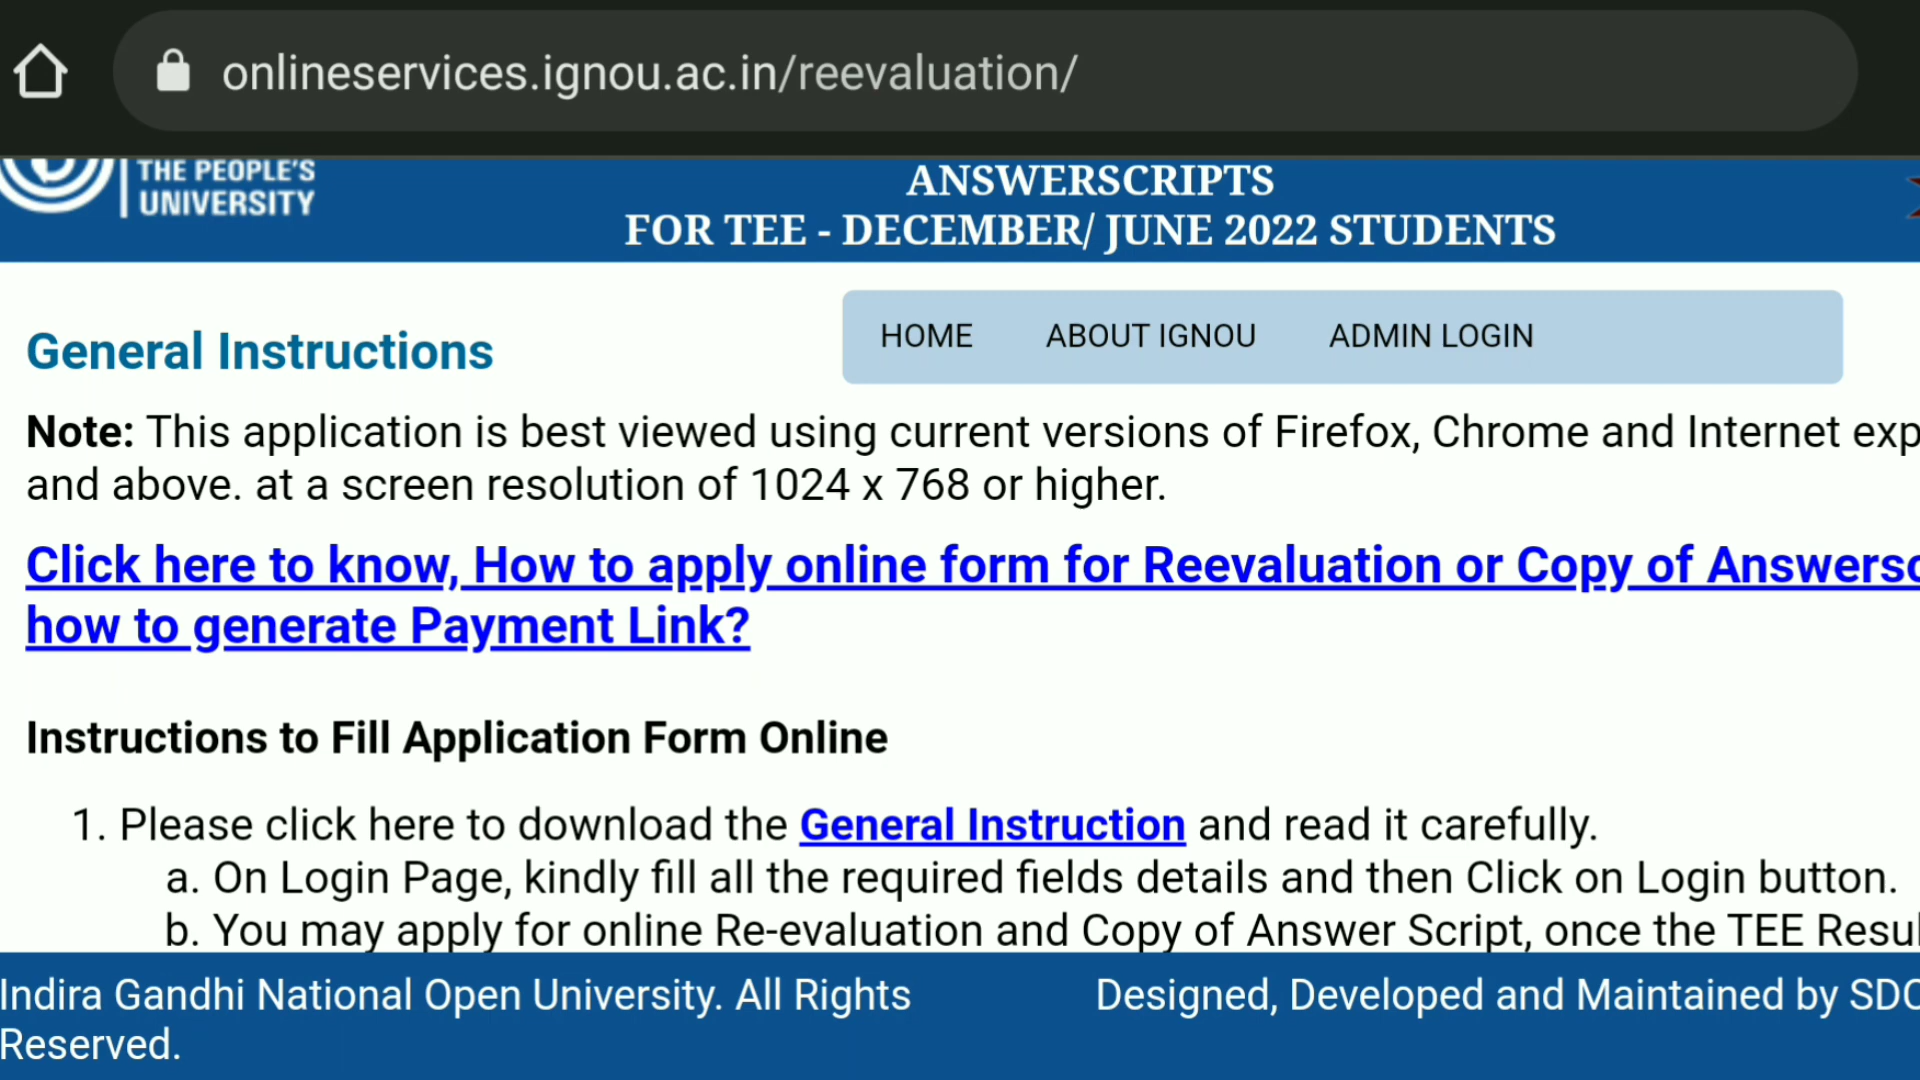 onlineservices.ignou.ac.in/reevaluation/
THE PEOPLE'S
UNIVERSITY
ANSWERSCRIPTS
FOR TEE - DECEMBER/ JUNE 2022 STUDENTS
HOME ABOUT IGNOU ADMIN LOGIN
General Instructions
Note: This application is best viewed using current versions of Firefox, Chrome and Internet exp
and above. at a screen resolution of 1024 x 768 or higher.
Click here to know, How to apply online form for Reevaluation or Copy of Answersc
how to generate Payment Link?
Instructions to Fill Application Form Online
1. Please click here to download the General Instruction and read it carefully.
a. On Login Page, kindly fill all the required fields details and then Click on Login button.
b. You may apply for online Re-evaluation and Copy of Answer Script, once the TEE Resul
Indira Gandhi National Open University. All Rights
Reserved.
Designed, Developed and Maintained by SDC